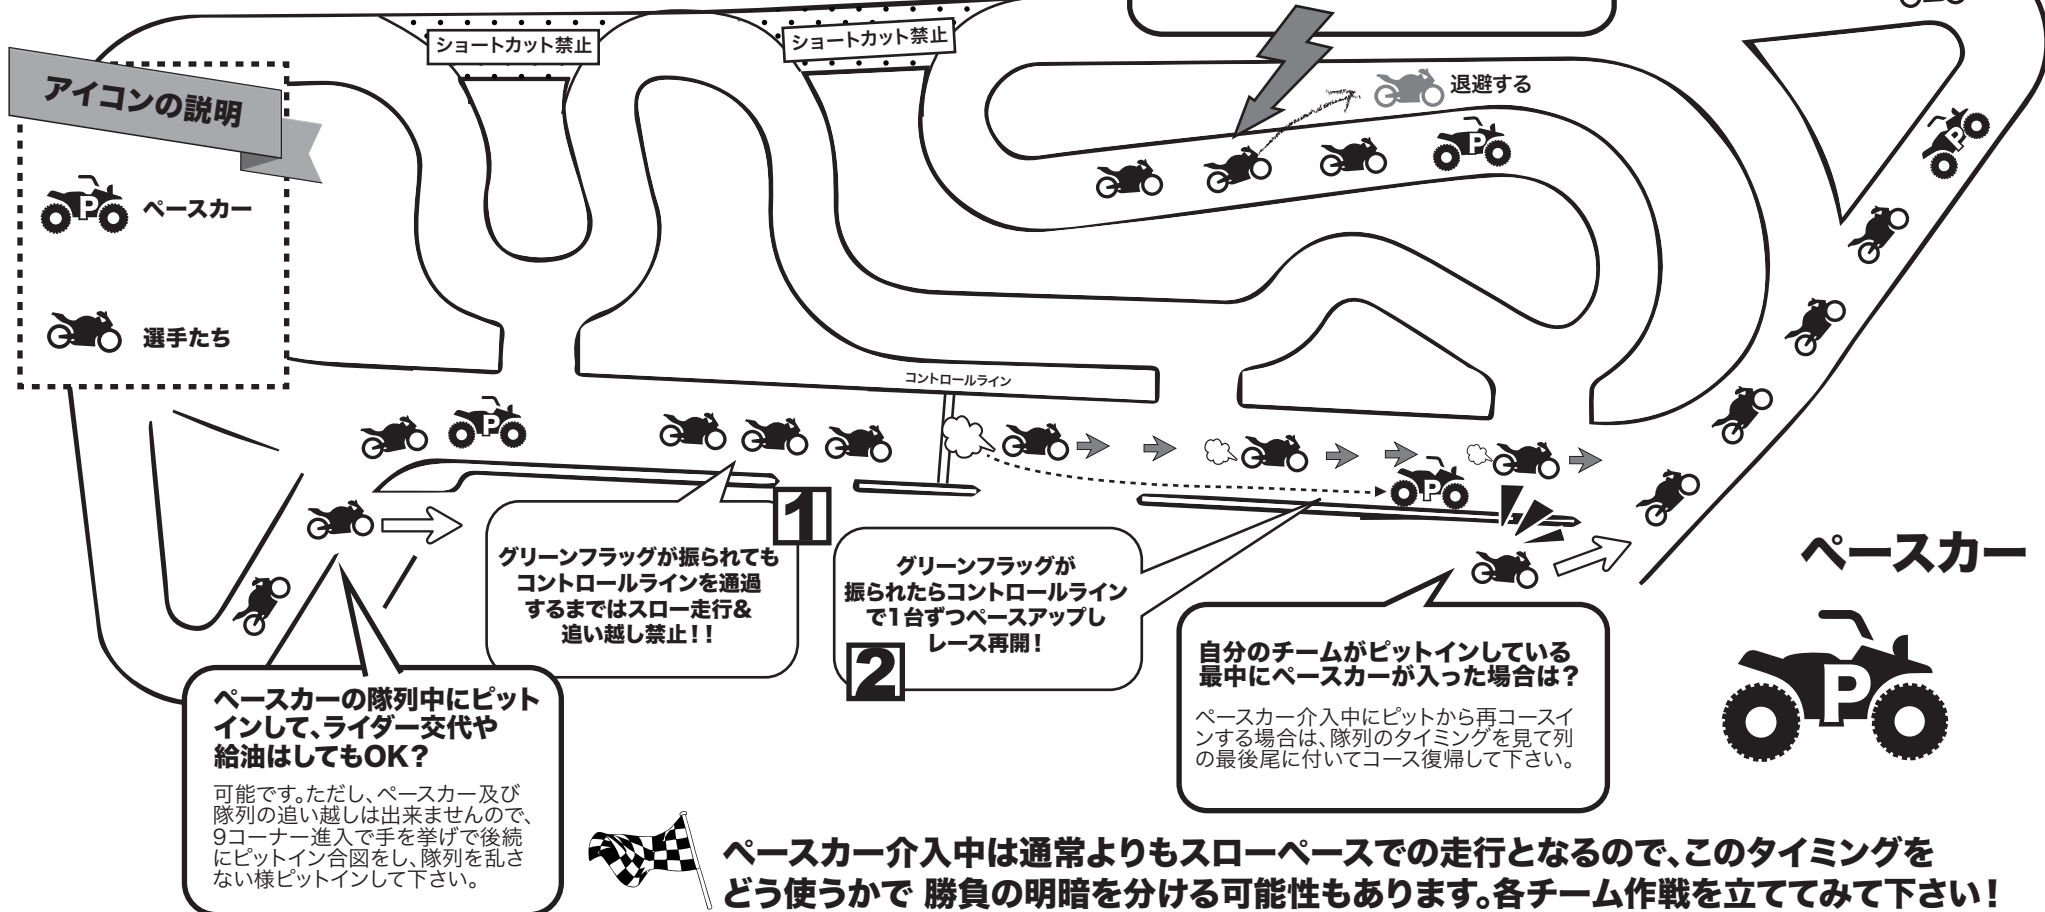 ショートカット禁止
ショートカット禁止
アイコンの説明
退避する
P
P
P
ペースカー
選手たち
コントロールライン
P
P
1
グリーンフラッグが振られても
コントロールラインを通過
するまではスロー走行&
追い越し禁止!!
グリーンフラッグが
振られたらコントロールライン
で1台ずつペースアップし
レース再開!
2
ペースカー
P
自分のチームがピットインしている
最中にペースカーが入った場合は?
ペースカー介入中にピットから再コースイ
ンする場合は、隊列のタイミングを見て列
の最後尾に付いてコース復帰して下さい。
ペースカーの隊列中にピット
インして、ライダー交代や
給油はしてもOK?
可能です。ただし、ペースカー及び
隊列の追い越しは出来ませんので、
9コーナー進入で手を挙げで後続
にピットイン合図をし、隊列を乱さ
ない様ピットインして下さい。
ペースカー介入中は通常よりもスローペースでの走行となるので、このタイミングを
どう使うかで 勝負の明暗を分ける可能性もあります。各チーム作戦を立ててみて下さい!